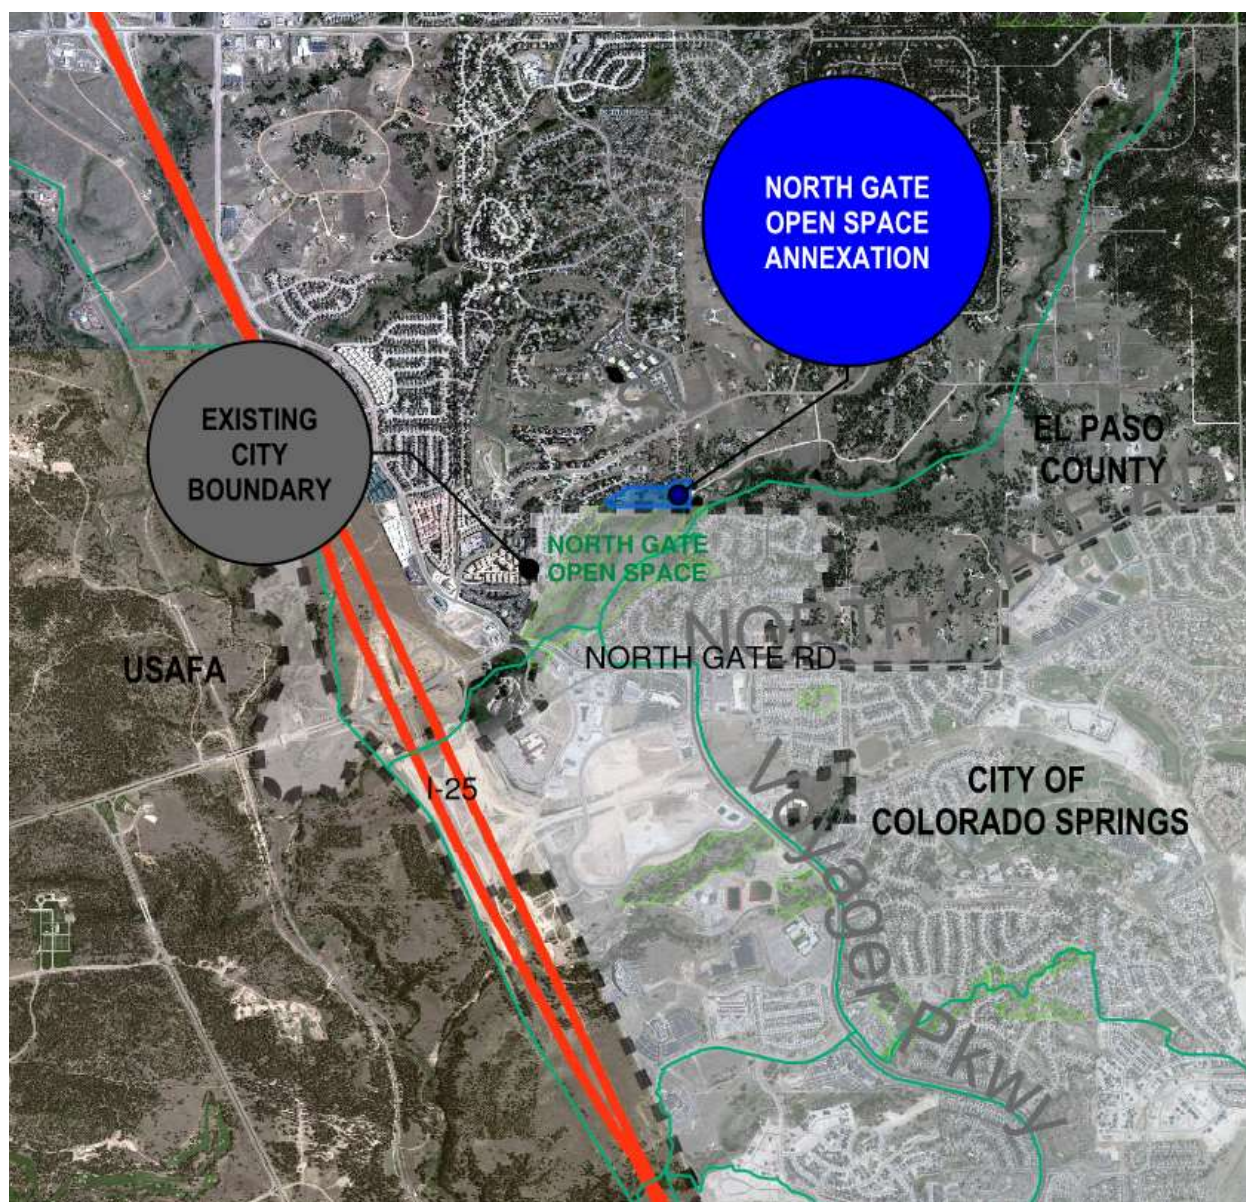 NORTH GATE
OPEN SPACE
ANNEXATION
EXISTING
CITY
BOUNDARY
EL PASO
COUNTY
NORTH GATE
OPEN SPACE
NORTH
NORTH GATE RD
USAFA
I-25
Voyager Pkwy
CITY OF
COLORADO SPRINGS